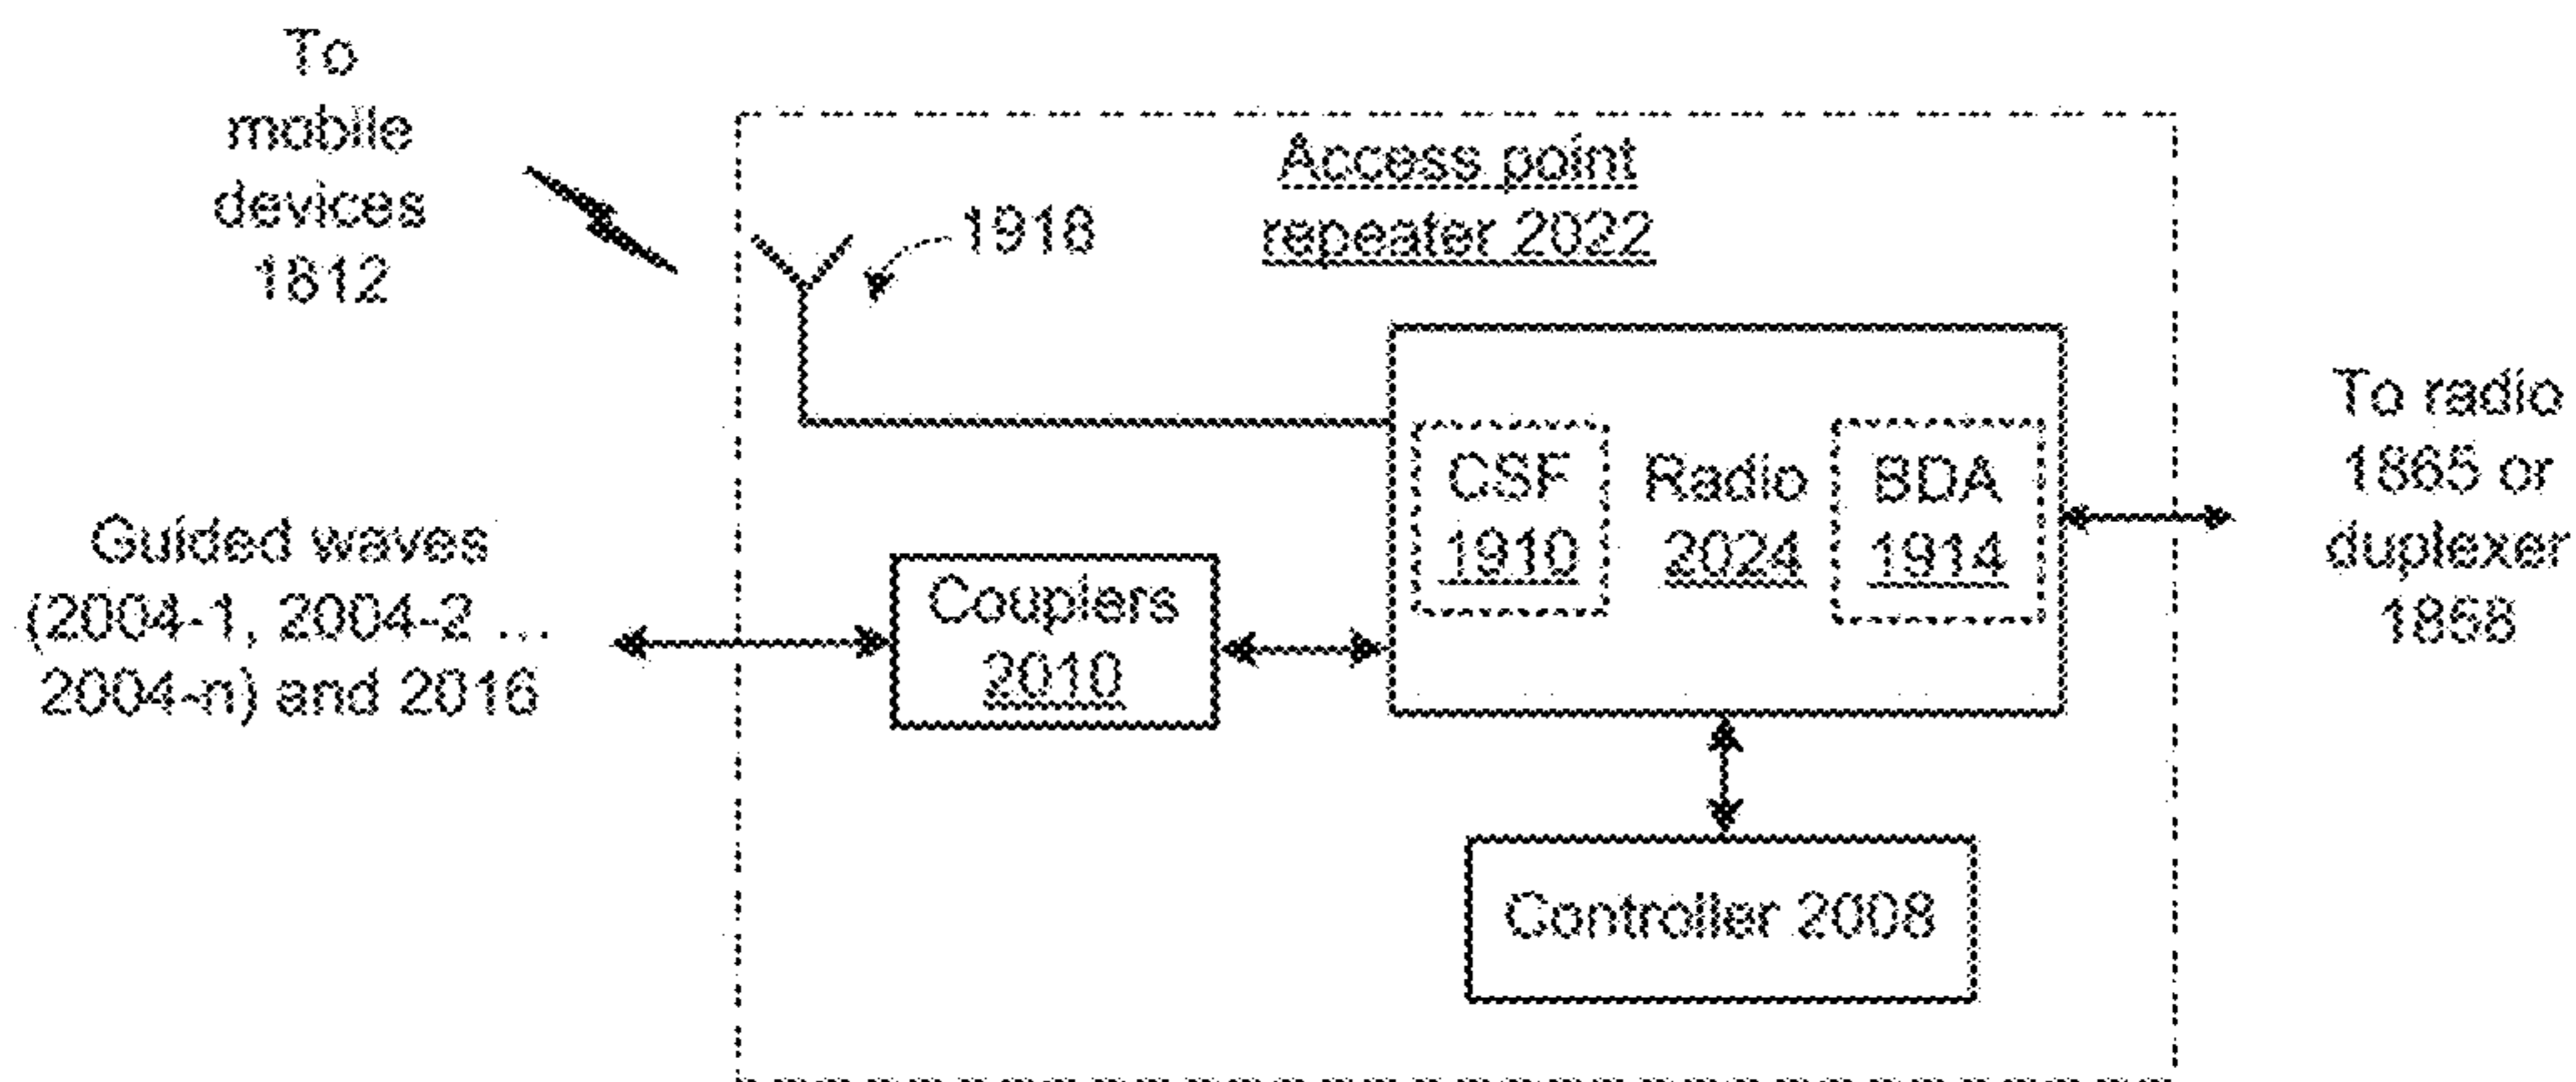 To
mobile
devices
1812
Access point
repeater 2022
1918
To radio
1865 or
duplexer
1858
CSF
1910
Radio
2024
BDA
1914
Guided waves
(2004-1, 2004-2 ...
2004-n) and 2016
Couplers
2010
Controller 2008